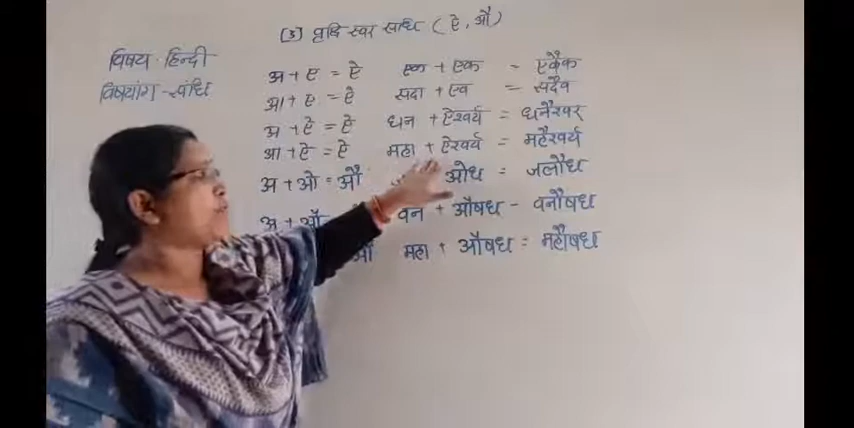 (3) वृद्धि स्वर संधि (ऐ, औ)
विषय - हिन्दी
विषयांग - संधि
अ + ए = ऐ एक + एक = एकैक
आ + ए = ऐ सदा + एव = सदैव
अ + ऐ = ऐ धन + ऐश्वर्य = धनैश्वर्
आ + ऐ = ऐ महा + ऐश्वर्य = महैश्वर्य
अ + ओ = औ ओध = जलौध
अ + औ वन + औषध - वनौषध
औ महा + औषध = महौषध